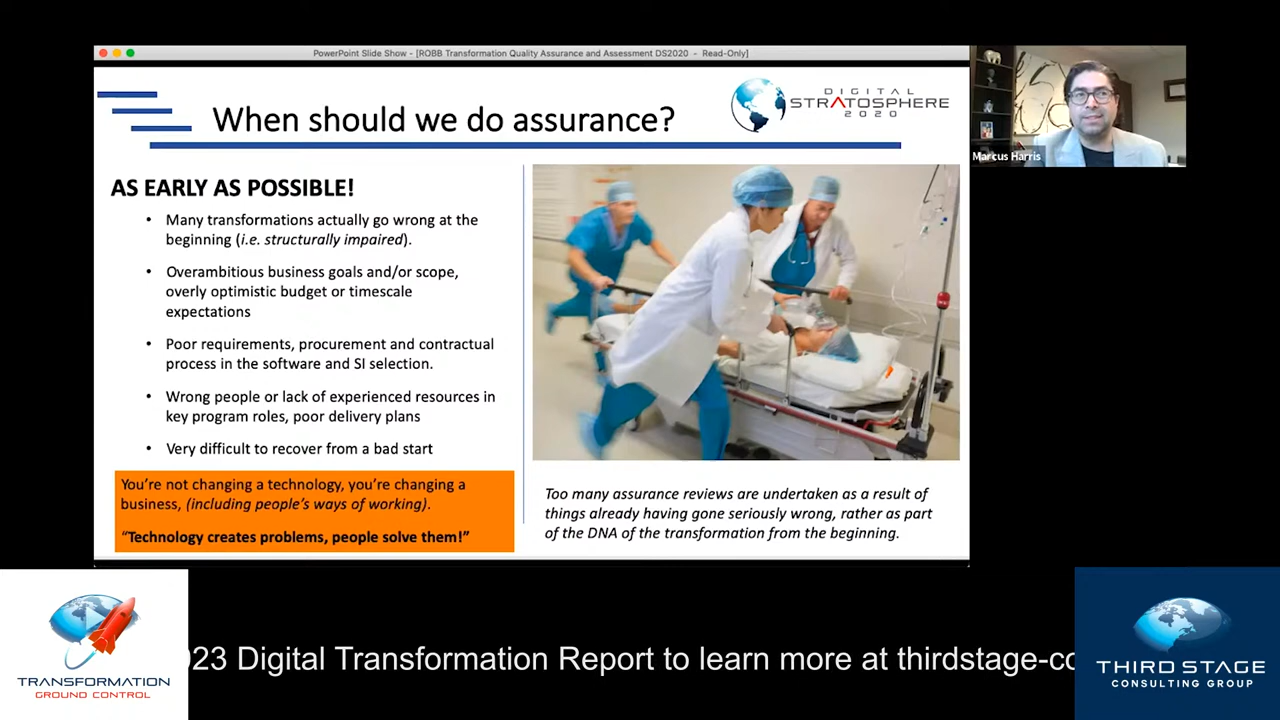 PowerPoint Slide Show - [ROBB Transformation Quality Assurance and Assessment DS2020 - Read-Only]
When should we do assurance?
DIGITAL
STRATOSPHERE
2020
Marcus Harris
AS EARLY AS POSSIBLE!
• Many transformations actually go wrong at the
beginning (i.e. structurally impaired).
• Overambitious business goals and/or scope,
overly optimistic budget or timescale
expectations
• Poor requirements, procurement and contractual
process in the software and SI selection.
• Wrong people or lack of experienced resources in
key program roles, poor delivery plans
• Very difficult to recover from a bad start
You’re not changing a technology, you’re changing a
business, (including people’s ways of working).
“Technology creates problems, people solve them!”
Too many assurance reviews are undertaken as a result of
things already having gone seriously wrong, rather as part
of the DNA of the transformation from the beginning.
TRANSFORMATION
GROUND CONTROL
023 Digital Transformation Report to learn more at thirdstage-co
THIRD STAGE
CONSULTING GROUP